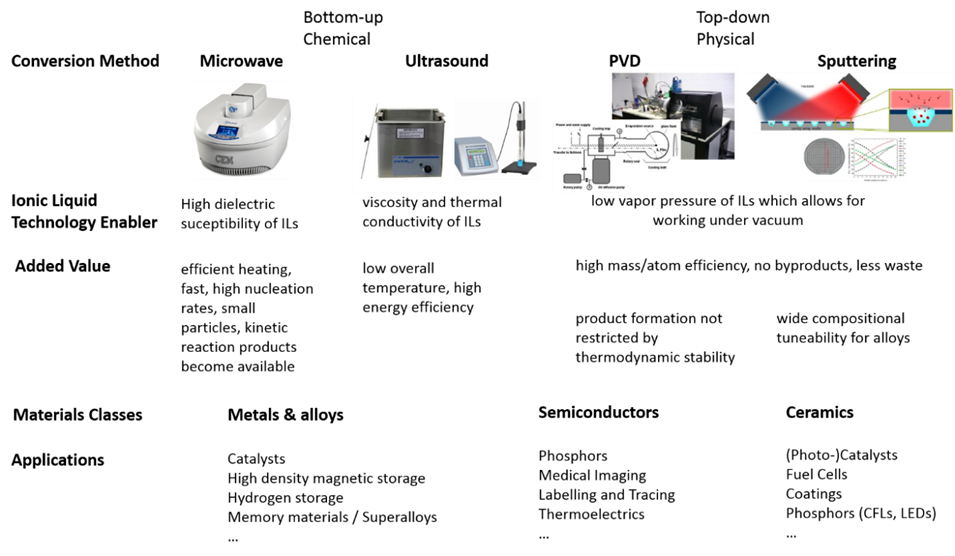 Bottom-up
Chemical
Top-down
Physical
Conversion Method
Microwave
Ultrasound
PVD
Sputtering
CEM
Ionic Liquid
Technology Enabler
High dielectric
suceptibility of ILs
viscosity and thermal
conductivity of ILs
low vapor pressure of ILs which allows for
working under vacuum
Added Value
efficient heating,
fast, high nucleation
rates, small
particles, kinetic
reaction products
become available
low overall
temperature, high
energy efficiency
high mass/atom efficiency, no byproducts, less waste
product formation not
restricted by
thermodynamic stability
wide compositional
tuneability for alloys
Materials Classes
Metals & alloys
Semiconductors
Ceramics
Applications
Catalysts
High density magnetic storage
Hydrogen storage
Memory materials / Superalloys
...
Phosphors
Medical Imaging
Labelling and Tracing
Thermoelectrics
...
(Photo-)Catalysts
Fuel Cells
Coatings
Phosphors (CFLs, LEDs)
...